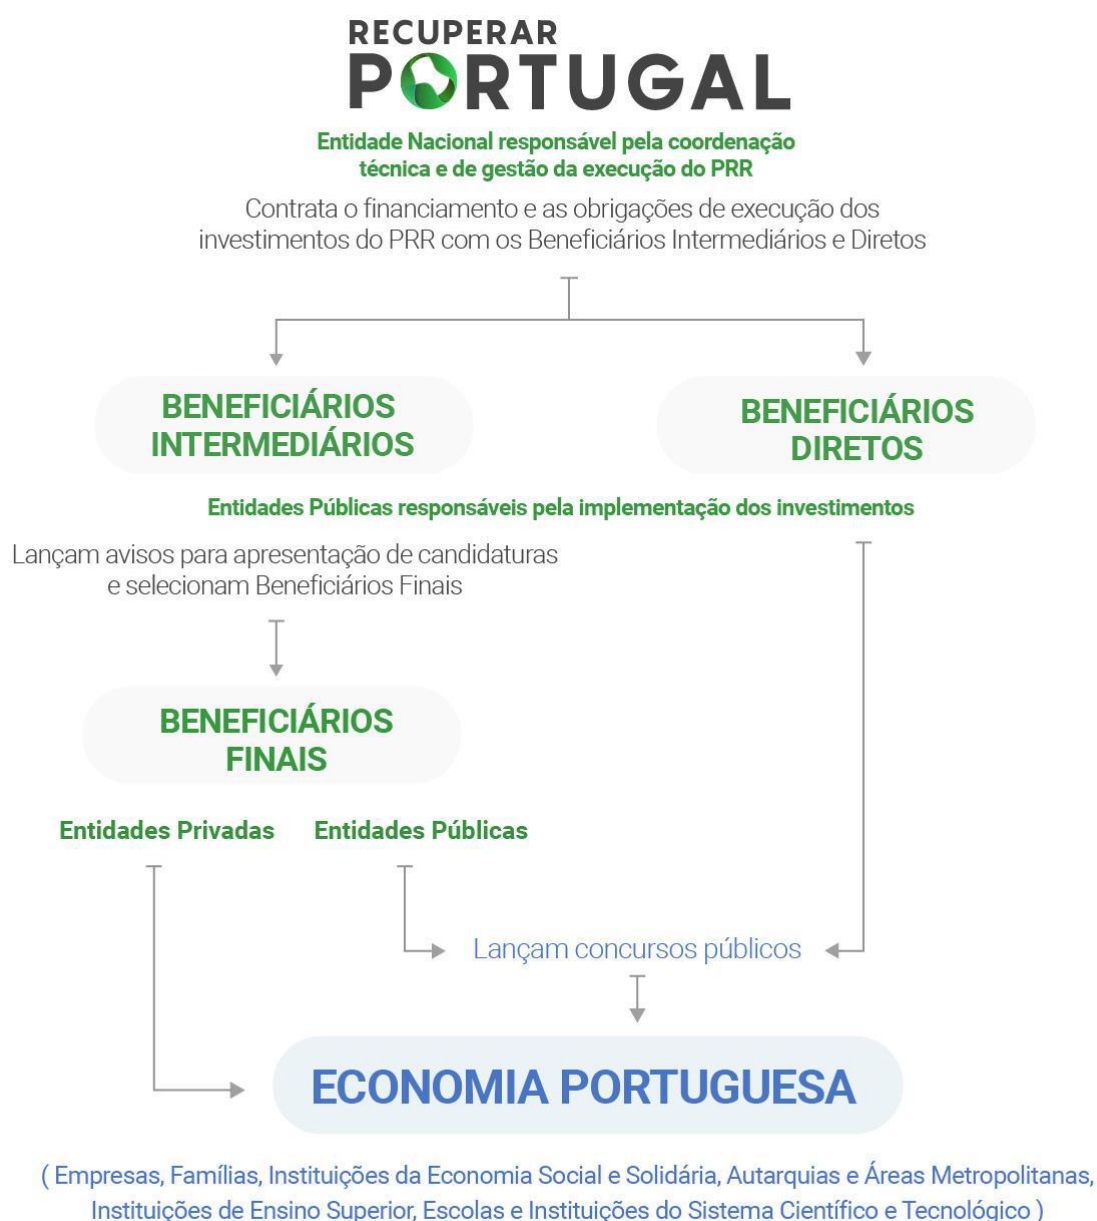 RECUPERAR
PORTUGAL
Entidade Nacional responsável pela coordenação
técnica e de gestão da execução do PRR
Contrata o financiamento e as obrigações de execução dos
investimentos do PRR com os Beneficiários Intermediários e Diretos
BENEFICIÁRIOS
INTERMEDIÁRIOS
BENEFICIÁRIOS
DIRETOS
Entidades Públicas responsáveis pela implementação dos investimentos
Lançam avisos para apresentação de candidaturas
e selecionam Beneficiários Finais
BENEFICIÁRIOS
FINAIS
Entidades Privadas
Entidades Públicas
Lançam concursos públicos
ECONOMIA PORTUGUESA
( Empresas, Famílias, Instituições da Economia Social e Solidária, Autarquias e Áreas Metropolitanas,
Instituições de Ensino Superior, Escolas e Instituições do Sistema Científico e Tecnológico )